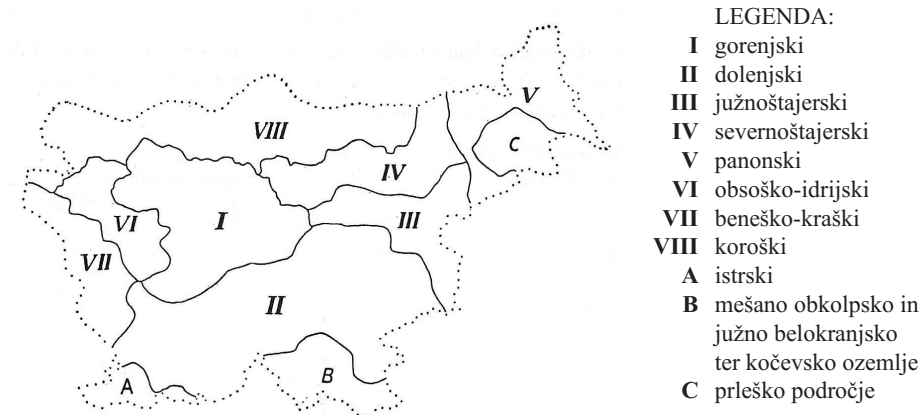 LEGENDA:
I gorenjski
II dolenjski
III južnoštajerski
IV severnoštajerski
V panonski
VI obsoško-idrijski
VII beneško-kraški
VIII koroški
A istrski
B mešano obkolpsko in
južno belokranjsko
ter kočevsko ozemlje
C prleško področje
V
VIII
C
IV
VI
I
III
VII
II
A
B